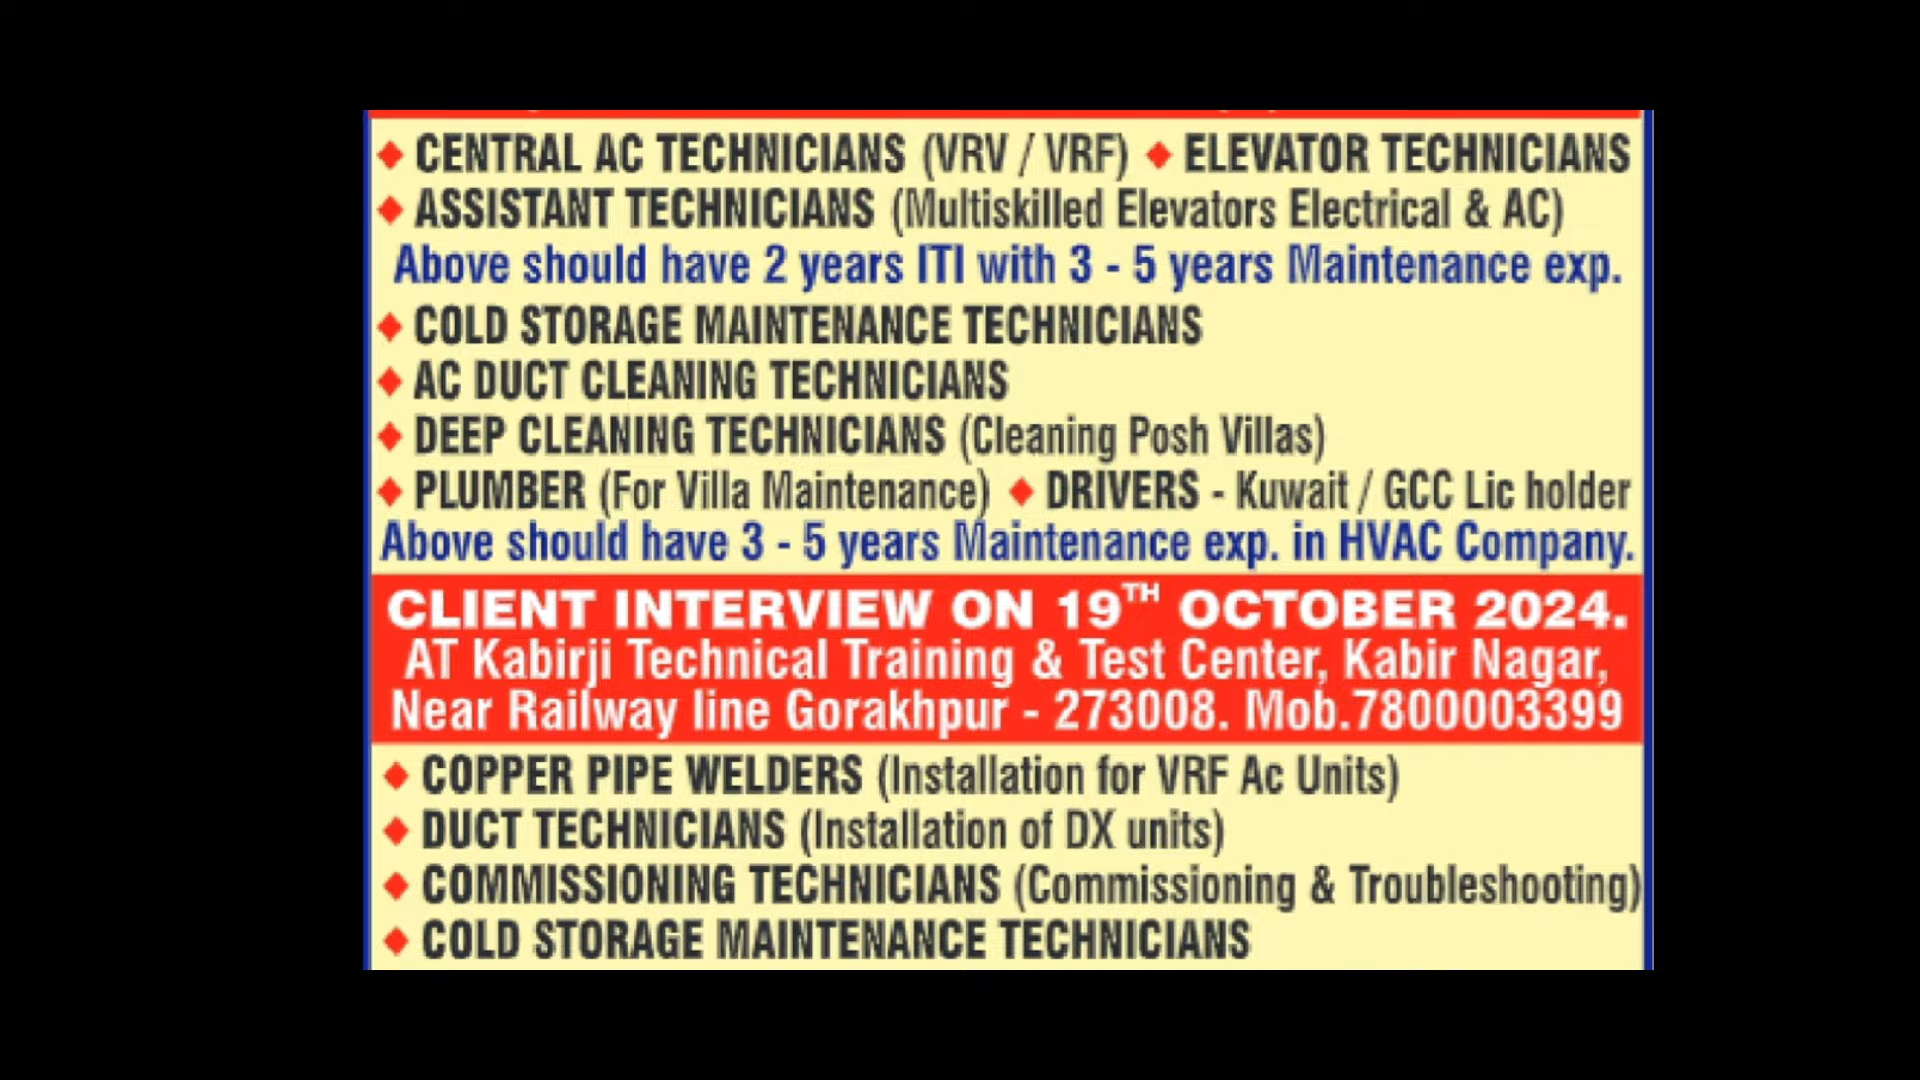 ◆ CENTRAL AC TECHNICIANS (VRV / VRF) ◆ ELEVATOR TECHNICIANS
◆ ASSISTANT TECHNICIANS (Multiskilled Elevators Electrical & AC)
Above should have 2 years ITI with 3 - 5 years Maintenance exp.
◆ COLD STORAGE MAINTENANCE TECHNICIANS
◆ AC DUCT CLEANING TECHNICIANS
◆ DEEP CLEANING TECHNICIANS (Cleaning Posh Villas)
◆ PLUMBER (For Villa Maintenance) ◆ DRIVERS - Kuwait / GCC Lic holder
Above should have 3 - 5 years Maintenance exp. in HVAC Company.
CLIENT INTERVIEW ON 19TH OCTOBER 2024.
AT Kabirji Technical Training & Test Center, Kabir Nagar,
Near Railway line Gorakhpur - 273008. Mob.7800003399
◆ COPPER PIPE WELDERS (Installation for VRF Ac Units)
◆ DUCT TECHNICIANS (Installation of DX units)
◆ COMMISSIONING TECHNICIANS (Commissioning & Troubleshooting)
◆ COLD STORAGE MAINTENANCE TECHNICIANS